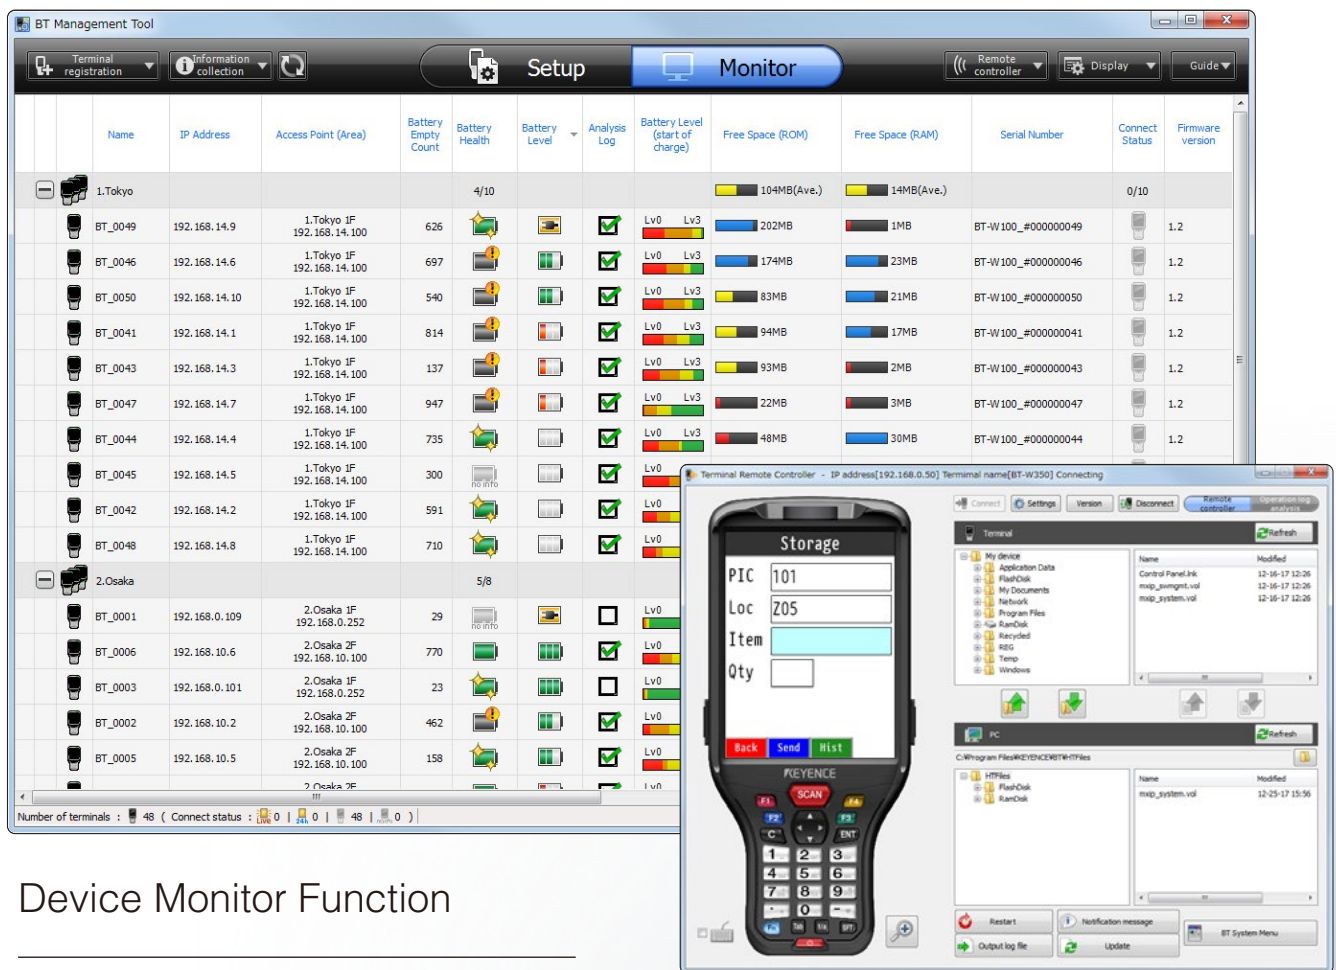 BT Management Tool
Terminal registration
Information collection
Setup
Monitor
Remote controller
Display
Guide
Name IP Address Access Point (Area) Battery Empty Count Battery Health Battery Level Analysis Log Battery Level (start of charge) Free Space (ROM) Free Space (RAM) Serial Number Connect Status Firmware version
1.Tokyo 4/10 104MB(Ave.) 14MB(Ave.) 0/10
BT_0049 192.168.14.9 1.Tokyo 1F 192.168.14.100 626 Lv0 Lv3 202MB 1MB BT-W100_#000000049 1.2
BT_0046 192.168.14.6 1.Tokyo 1F 192.168.14.100 697 Lv0 Lv3 174MB 23MB BT-W100_#000000046 1.2
BT_0050 192.168.14.10 1.Tokyo 1F 192.168.14.100 540 Lv0 Lv3 83MB 21MB BT-W100_#000000050 1.2
BT_0041 192.168.14.1 1.Tokyo 1F 192.168.14.100 814 Lv0 Lv3 94MB 17MB BT-W100_#000000041 1.2
BT_0043 192.168.14.3 1.Tokyo 1F 192.168.14.100 137 Lv0 Lv3 93MB 2MB BT-W100_#000000043 1.2
BT_0047 192.168.14.7 1.Tokyo 1F 192.168.14.100 947 Lv0 Lv3 22MB 3MB BT-W100_#000000047 1.2
BT_0044 192.168.14.4 1.Tokyo 1F 192.168.14.100 735 Lv0 Lv3 48MB 30MB BT-W100_#000000044 1.2
BT_0045 192.168.14.5 1.Tokyo 1F 192.168.14.100 300 no info Lv0
BT_0042 192.168.14.2 1.Tokyo 1F 192.168.14.100 591 Lv0
BT_0048 192.168.14.8 1.Tokyo 1F 192.168.14.100 710 Lv0
2.Osaka 5/8
BT_0001 192.168.0.109 2.Osaka 1F 192.168.0.252 29 no info Lv0
BT_0006 192.168.10.6 2.Osaka 2F 192.168.10.100 770 Lv0
BT_0003 192.168.0.101 2.Osaka 1F 192.168.0.252 23 Lv0
BT_0002 192.168.10.2 2.Osaka 2F 192.168.10.100 462 Lv0
BT_0005 192.168.10.5 2.Osaka 2F 192.168.10.100 158 Lv0
2.Osaka 2F Lv0
Number of terminals : 48 ( Connect status : Live 0 | 24h 0 | 48 | 0 )
Terminal Remote Controller - IP address[192.168.0.50] Termimal name[BT-W350] Connecting
Connect Settings Version Disconnect Remote controller Operation log analysis
Terminal Refresh
My device
Application Data
FlashDisk
My Documents
Network
Program Files
RamDisk
Recycled
REG
Temp
Windows
Name Modified
Control Panel.lnk 12-16-17 12:26
mxip_swmgmt.vol 12-16-17 12:26
mxip_system.vol 12-16-17 12:26
PC Refresh
C:\Program Files\KEYENCE\BT\HTFiles
HTFiles
FlashDisk
RamDisk
Name Modified
mxip_system.vol 12-25-17 15:56
Restart Notification message
Output log file Update
BT System Menu
Storage
PIC 101
Loc Z05
Item
Qty
Back Send Hist
KEYENCE
F1 SCAN F4
F2 F3
C ENT
1 2 3
4 5 6
7 8 9
. 0 -
Device Monitor Function